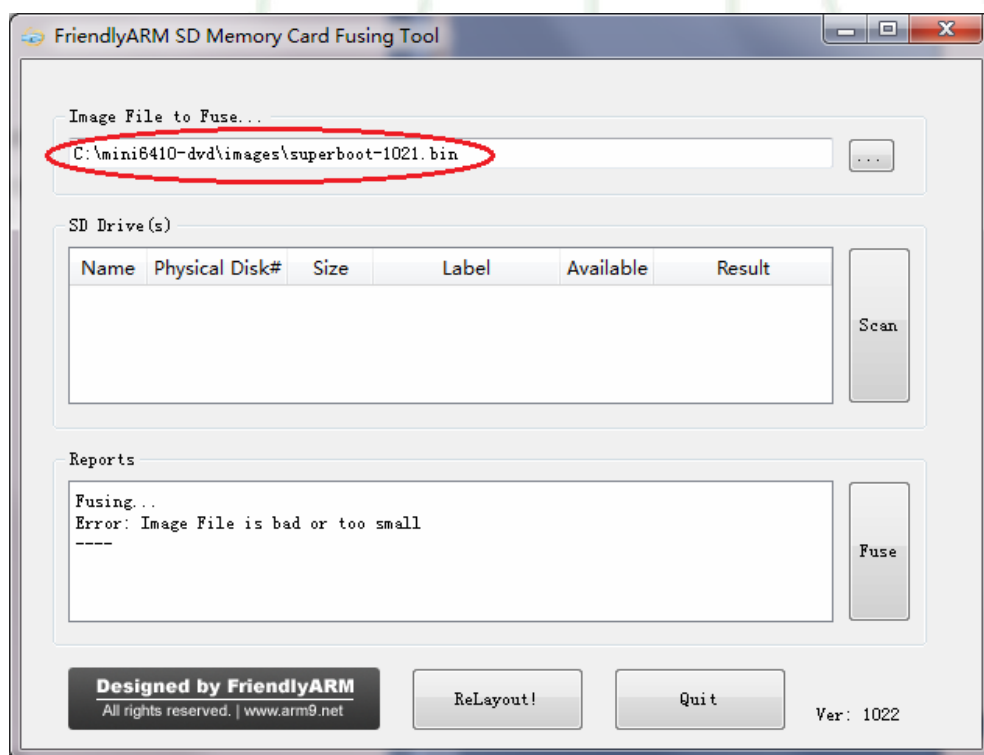 FriendlyARM SD Memory Card Fusing Tool
Image File to Fuse...
C:\mini6410-dvd\images\superboot-1021.bin
...
SD Drive(s)
Name Physical Disk# Size Label Available Result
Scan
Reports
Fusing...
Error: Image File is bad or too small
----
Fuse
Designed by FriendlyARM
All rights reserved. | www.arm9.net
ReLayout!
Quit
Ver: 1022